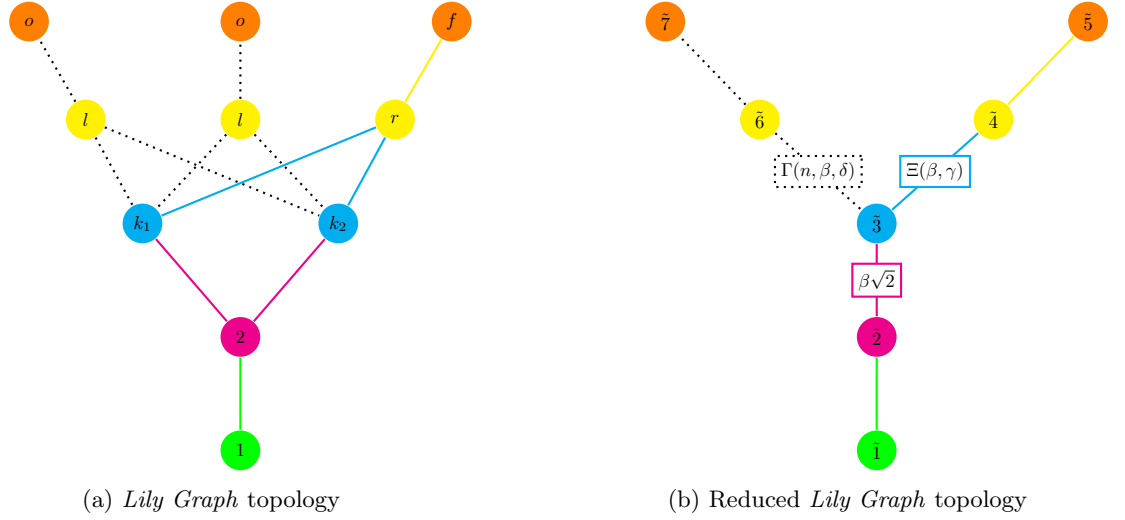 o o f
l l r
k₁ k₂
2
1
(a) Lily Graph topology
7̃ 5̃
6̃ 4̃
Γ(n, β, δ) Ξ(β, γ)
3̃
β√2
2̃
1̃
(b) Reduced Lily Graph topology